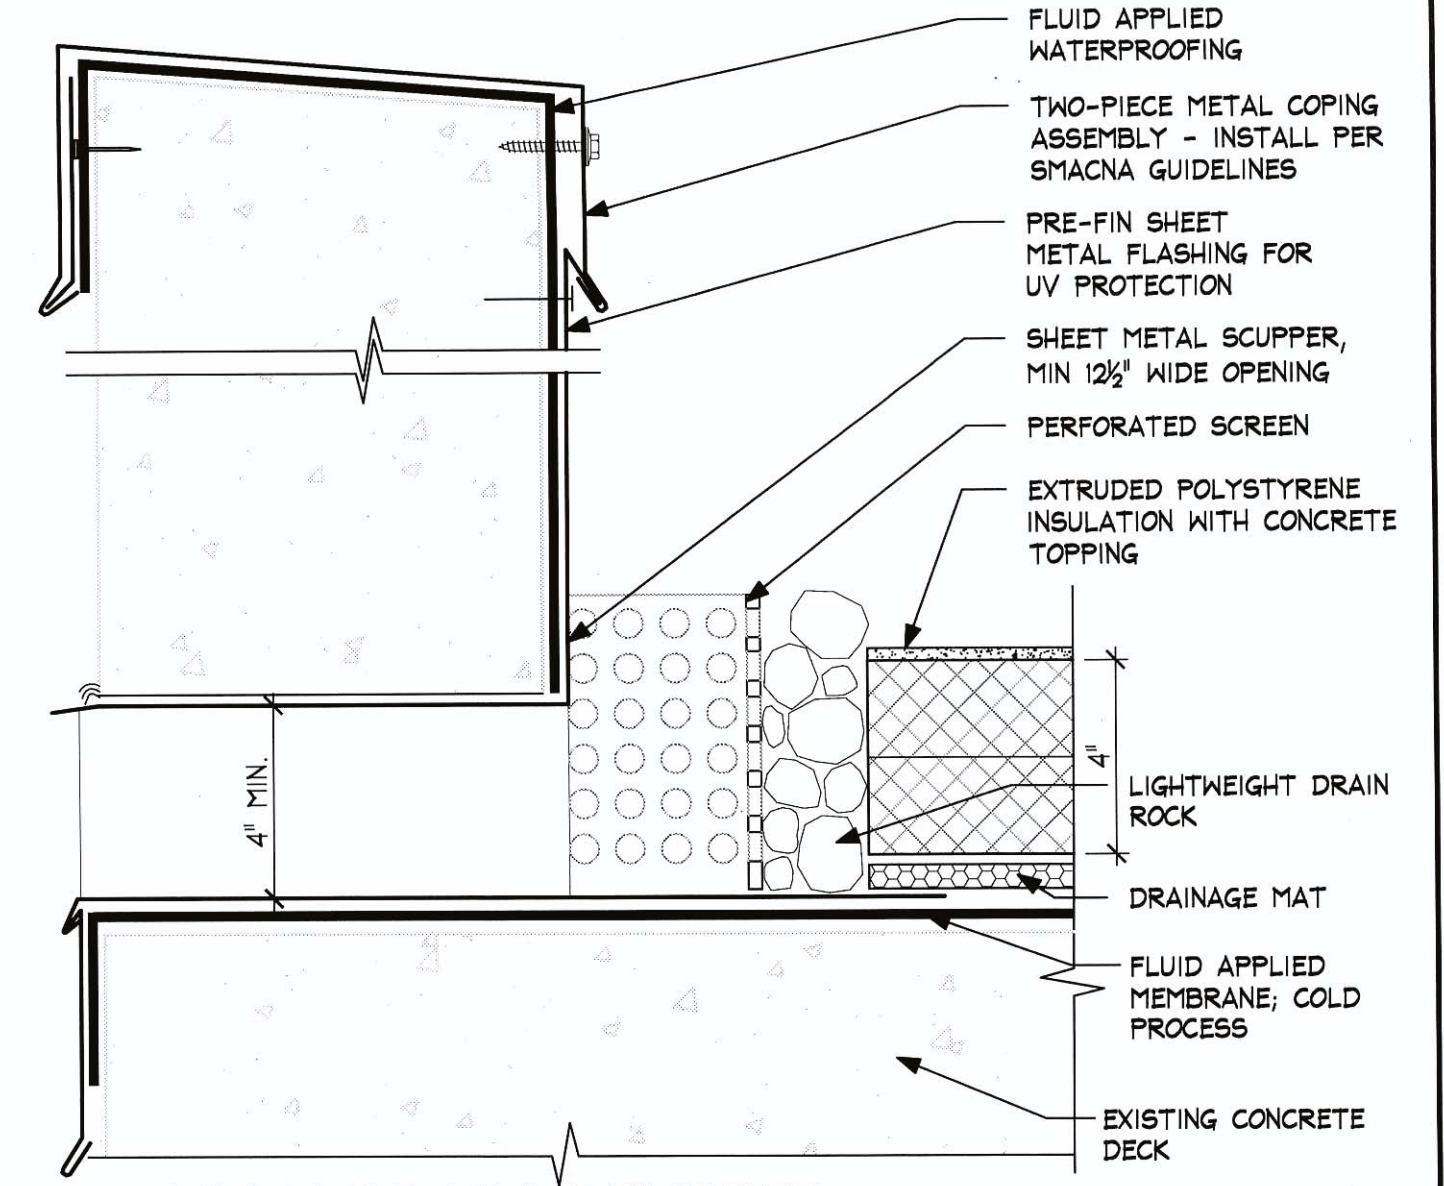 FLUID APPLIED
WATERPROOFING
TWO-PIECE METAL COPING
ASSEMBLY - INSTALL PER
SMACNA GUIDELINES
PRE-FIN SHEET
METAL FLASHING FOR
UV PROTECTION
SHEET METAL SCUPPER,
MIN 12½" WIDE OPENING
PERFORATED SCREEN
EXTRUDED POLYSTYRENE
INSULATION WITH CONCRETE
TOPPING
4" MIN.
4"
LIGHTWEIGHT DRAIN
ROCK
DRAINAGE MAT
FLUID APPLIED
MEMBRANE; COLD
PROCESS
EXISTING CONCRETE
DECK